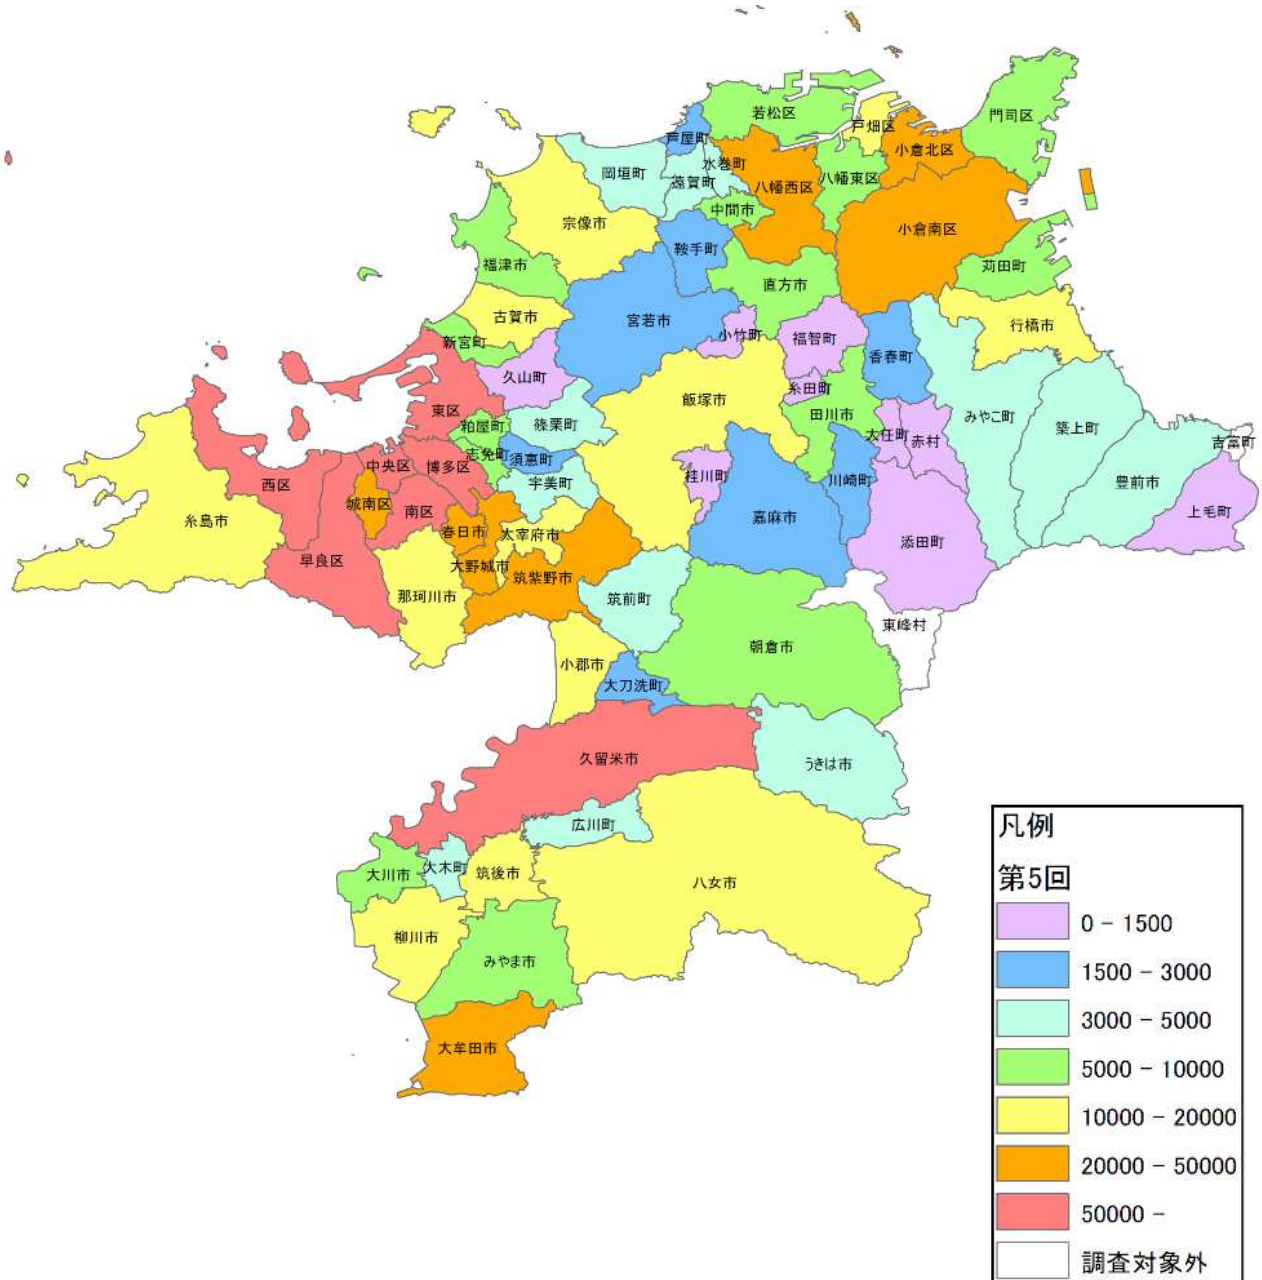 若松区
門司区
戸畑区
芦屋町
小倉北区
水巻町
岡垣町
遠賀町
八幡西区
八幡東区
中間市
宗像市
小倉南区
鞍手町
福津市
苅田町
直方市
古賀市
宮若市
行橋市
小竹町
福智町
新宮町
香春町
久山町
糸田町
飯塚市
東区
田川市
みやこ町
粕屋町
篠栗町
大任町
赤村
築上町
吉富町
志免町
須恵町
中央区
博多区
桂川町
川崎町
西区
宇美町
豊前市
城南区
南区
上毛町
糸島市
嘉麻市
春日市
太宰府市
添田町
早良区
大野城市
筑紫野市
那珂川市
筑前町
東峰村
朝倉市
小郡市
大刀洗町
久留米市
うきは市
広川町
大川市
大木町
筑後市
八女市
柳川市
みやま市
大牟田市
凡例
第5回
0 - 1500
1500 - 3000
3000 - 5000
5000 - 10000
10000 - 20000
20000 - 50000
50000 -
調査対象外